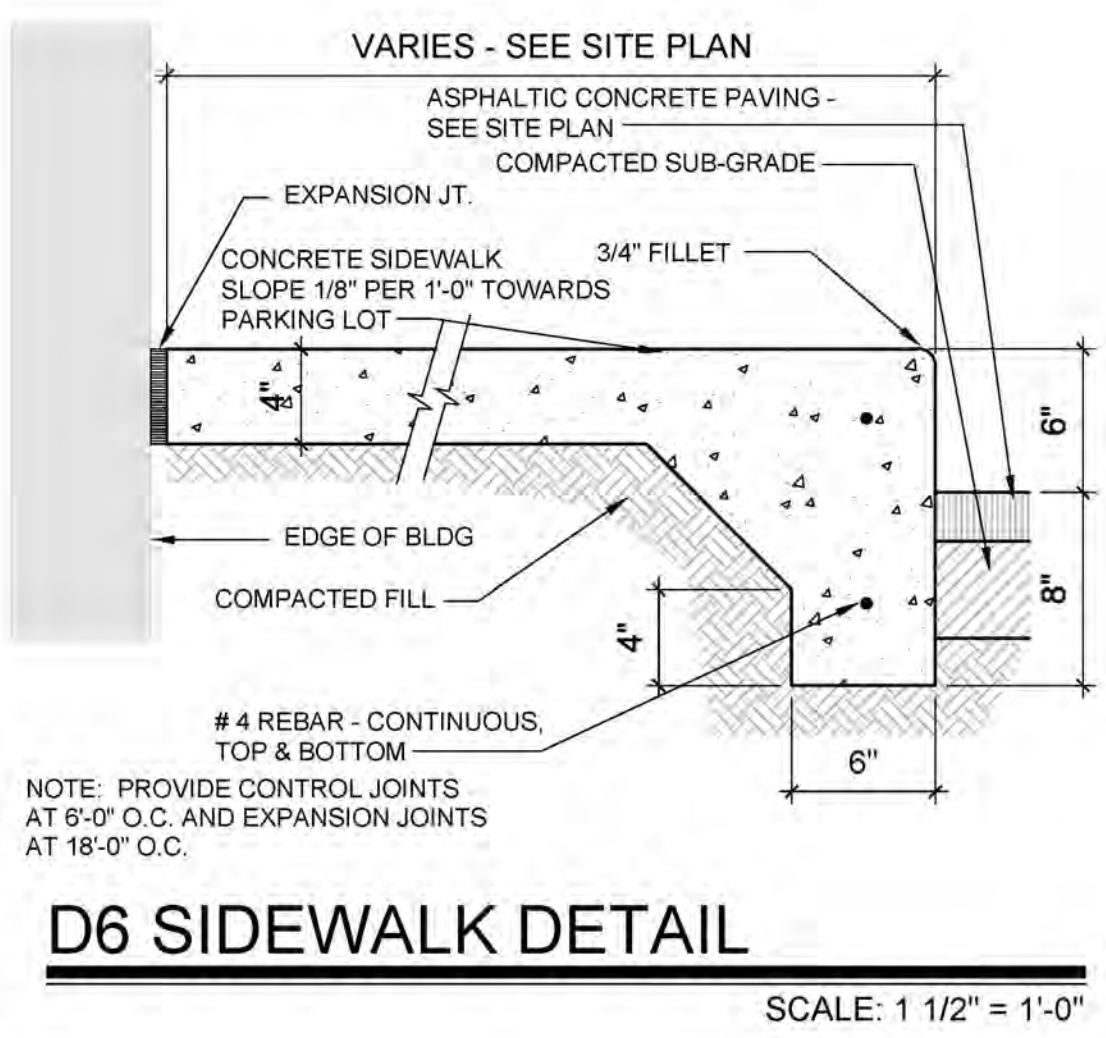 VARIES - SEE SITE PLAN
ASPHALTIC CONCRETE PAVING -
SEE SITE PLAN
COMPACTED SUB-GRADE
EXPANSION JT.
3/4" FILLET
CONCRETE SIDEWALK
SLOPE 1/8" PER 1'-0" TOWARDS
PARKING LOT
4"
6"
EDGE OF BLDG
COMPACTED FILL
8"
4"
# 4 REBAR - CONTINUOUS,
TOP & BOTTOM
6"
NOTE: PROVIDE CONTROL JOINTS
AT 6'-0" O.C. AND EXPANSION JOINTS
AT 18'-0" O.C.
D6 SIDEWALK DETAIL
SCALE: 1 1/2" = 1'-0"